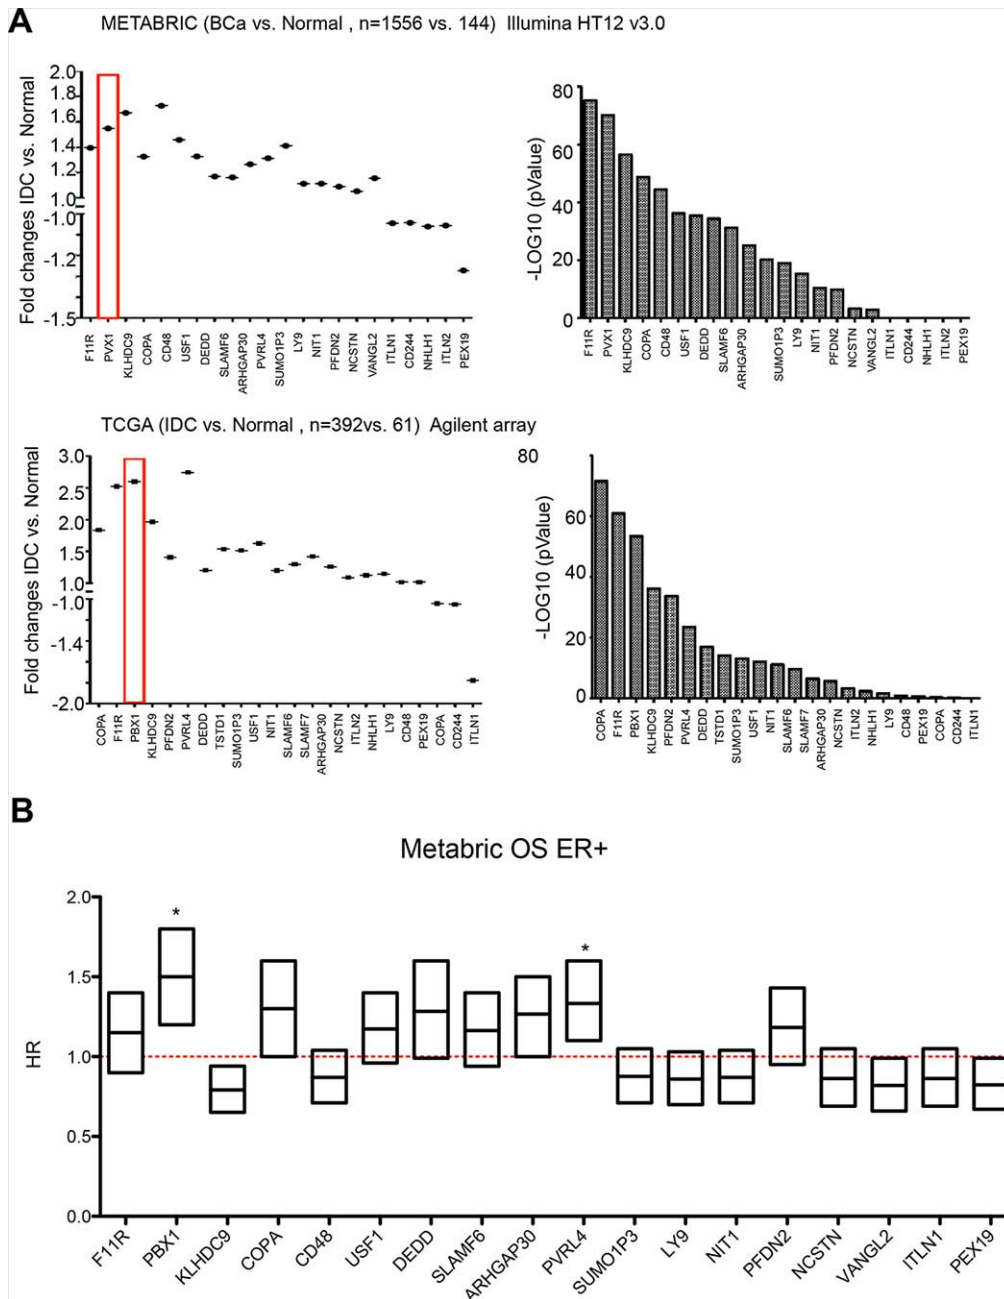 A
METABRIC (BCa vs. Normal , n=1556 vs. 144) Illumina HT12 v3.0
Fold changes IDC vs. Normal
2.0
1.8
1.6
1.4
1.2
1.0
-1.0
-1.2
-1.5
F11R
PVX1
KLHDC9
COPA
CD48
USF1
DEDD
SLAMF6
ARHGAP30
PVRL4
SUMO1P3
LY9
NIT1
PFDN2
NCSTN
VANGL2
ITLN1
CD244
NHLH1
ITLN2
PEX19
-LOG10 (pValue)
80
60
40
20
0
F11R
PVX1
KLHDC9
COPA
CD48
USF1
DEDD
SLAMF6
ARHGAP30
SUMO1P3
LY9
NIT1
PFDN2
NCSTN
VANGL2
ITLN1
CD244
NHLH1
ITLN2
PEX19
TCGA (IDC vs. Normal , n=392vs. 61) Agilent array
Fold changes IDC vs. Normal
3.0
2.5
2.0
1.5
1.0
-1.0
-1.4
-2.0
COPA
F11R
PBX1
KLHDC9
PFDN2
PVRL4
DEDD
TSTD1
SUMO1P3
USF1
NIT1
SLAMF6
SLAMF7
ARHGAP30
NCSTN
ITLN2
NHLH1
LY9
CD48
PEX19
COPA
CD244
ITLN1
-LOG10 (pValue)
80
60
40
20
0
COPA
F11R
PBX1
KLHDC9
PFDN2
PVRL4
DEDD
TSTD1
SUMO1P3
USF1
NIT1
SLAMF6
SLAMF7
ARHGAP30
NCSTN
ITLN2
NHLH1
LY9
CD48
PEX19
COPA
CD244
ITLN1
B
Metabric OS ER+
HR
2.0
1.5
1.0
0.5
0.0
*
*
F11R
PBX1
KLHDC9
COPA
CD48
USF1
DEDD
SLAMF6
ARHGAP30
PVRL4
SUMO1P3
LY9
NIT1
PFDN2
NCSTN
VANGL2
ITLN1
PEX19